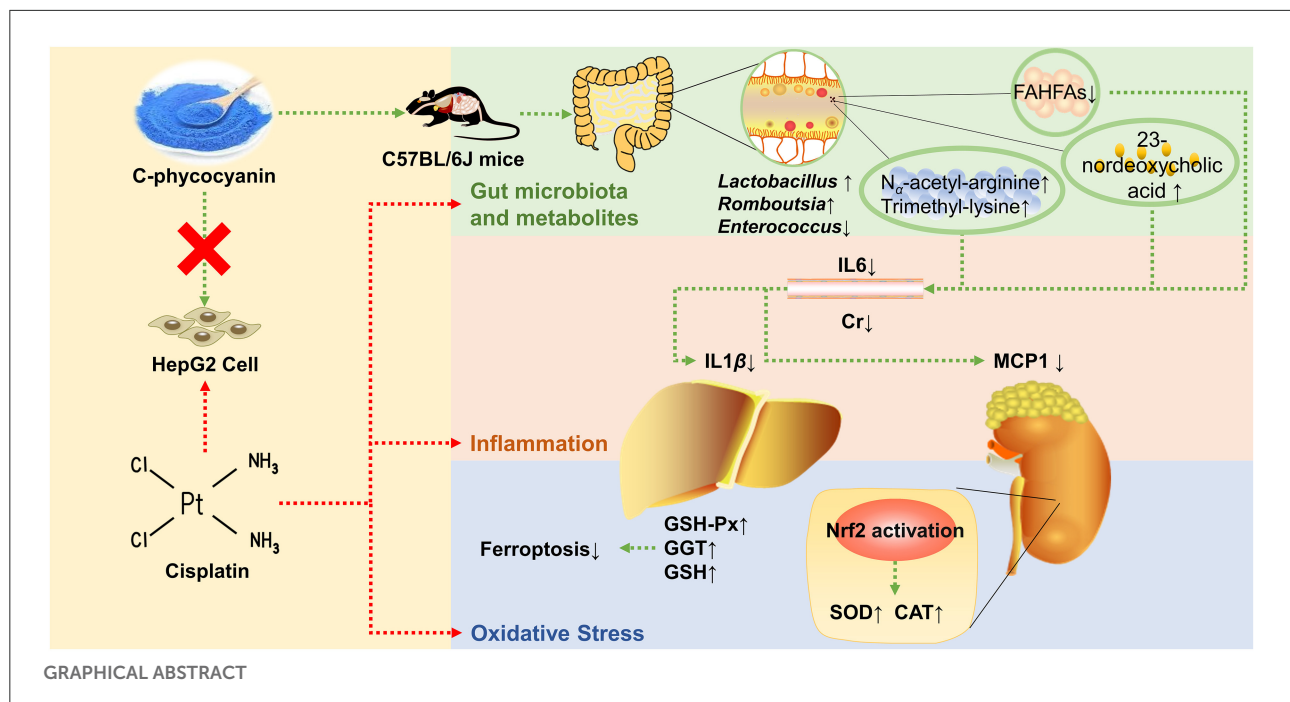 C-phycocyanin
HepG2 Cell
Cl
NH₃
Pt
Cl
NH₃
Cisplatin
C57BL/6J mice
Gut microbiota
and metabolites
Lactobacillus ↑
Romboutsia↑
Enterococcus↓
FAHFAs↓
Nα-acetyl-arginine↑
Trimethyl-lysine↑
23-
nordeoxycholic
acid ↑
IL6↓
Cr↓
IL1β↓
MCP1 ↓
Inflammation
Ferroptosis↓
GSH-Px↑
GGT↑
GSH↑
Nrf2 activation
SOD↑ CAT↑
Oxidative Stress
GRAPHICAL ABSTRACT